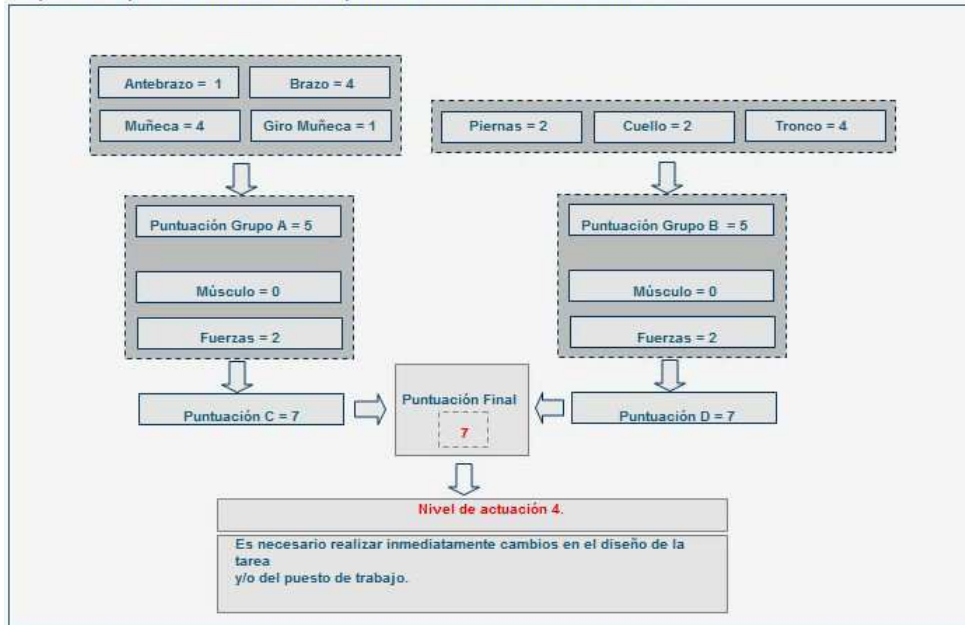 Antebrazo = 1
Brazo = 4
Muñeca = 4
Giro Muñeca = 1
Piernas = 2
Cuello = 2
Tronco = 4
Puntuación Grupo A = 5
Músculo = 0
Fuerzas = 2
Puntuación Grupo B = 5
Músculo = 0
Fuerzas = 2
Puntuación C = 7
Puntuación Final
7
Puntuación D = 7
Nivel de actuación 4.
Es necesario realizar inmediatamente cambios en el diseño de la
tarea
y/o del puesto de trabajo.